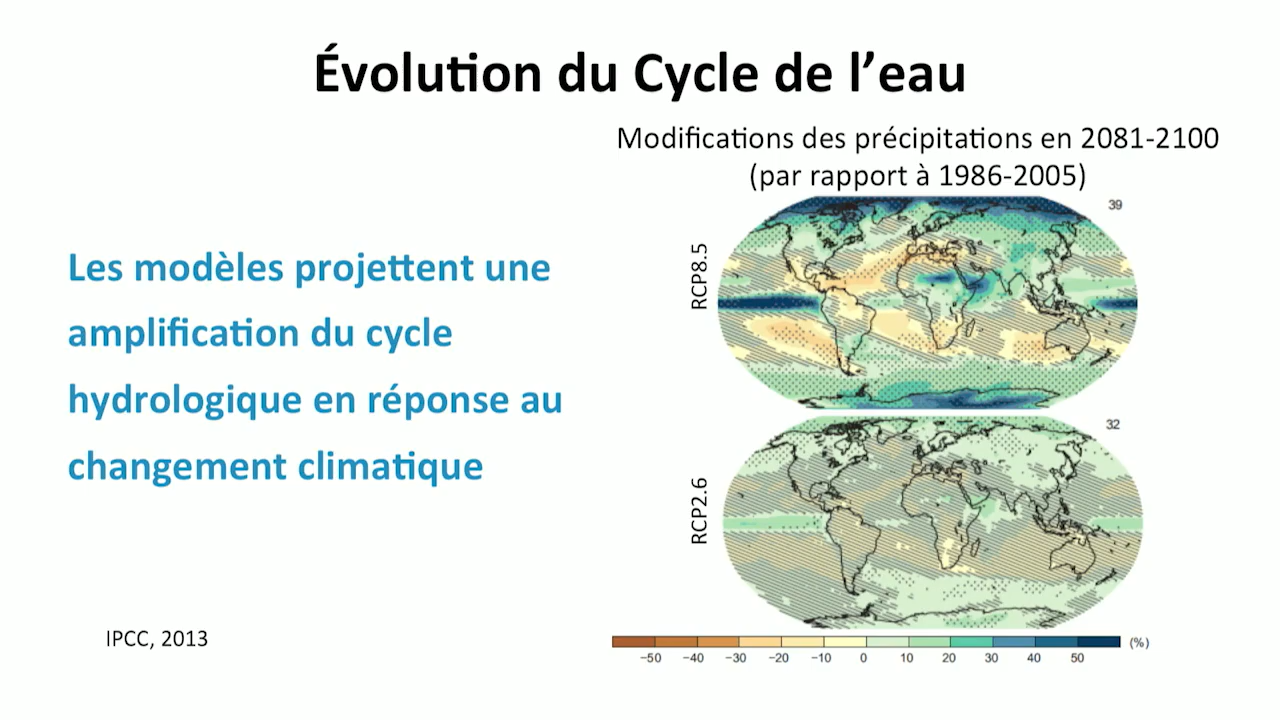 Évolution du Cycle de l’eau
Modifications des précipitations en 2081-2100
(par rapport à 1986-2005)
39
RCP8.5
Les modèles projettent une
amplification du cycle
hydrologique en réponse au
changement climatique
32
RCP2.6
IPCC, 2013
(%)
−50 −40 −30 −20 −10 0 10 20 30 40 50